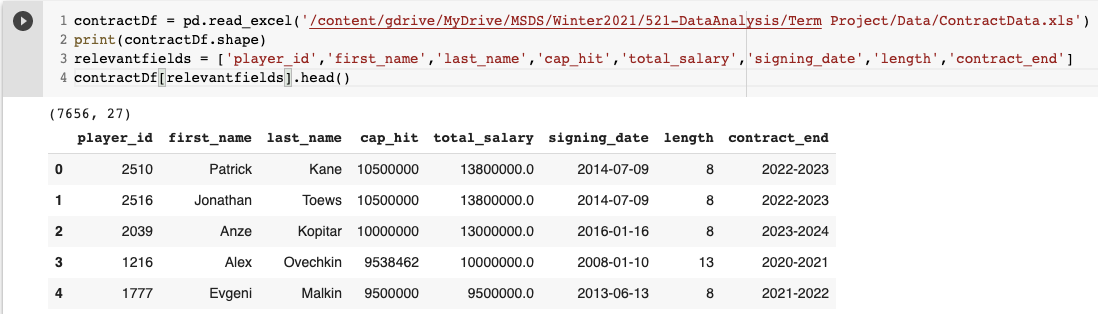 1 contractDf = pd.read_excel('/content/gdrive/MyDrive/MSDS/Winter2021/521-DataAnalysis/Term Project/Data/ContractData.xls')
2 print(contractDf.shape)
3 relevantfields = ['player_id','first_name','last_name','cap_hit','total_salary','signing_date','length','contract_end']
4 contractDf[relevantfields].head()
(7656, 27)
player_id first_name last_name cap_hit total_salary signing_date length contract_end
0 2510 Patrick Kane 10500000 13800000.0 2014-07-09 8 2022-2023
1 2516 Jonathan Toews 10500000 13800000.0 2014-07-09 8 2022-2023
2 2039 Anze Kopitar 10000000 13000000.0 2016-01-16 8 2023-2024
3 1216 Alex Ovechkin 9538462 10000000.0 2008-01-10 13 2020-2021
4 1777 Evgeni Malkin 9500000 9500000.0 2013-06-13 8 2021-2022